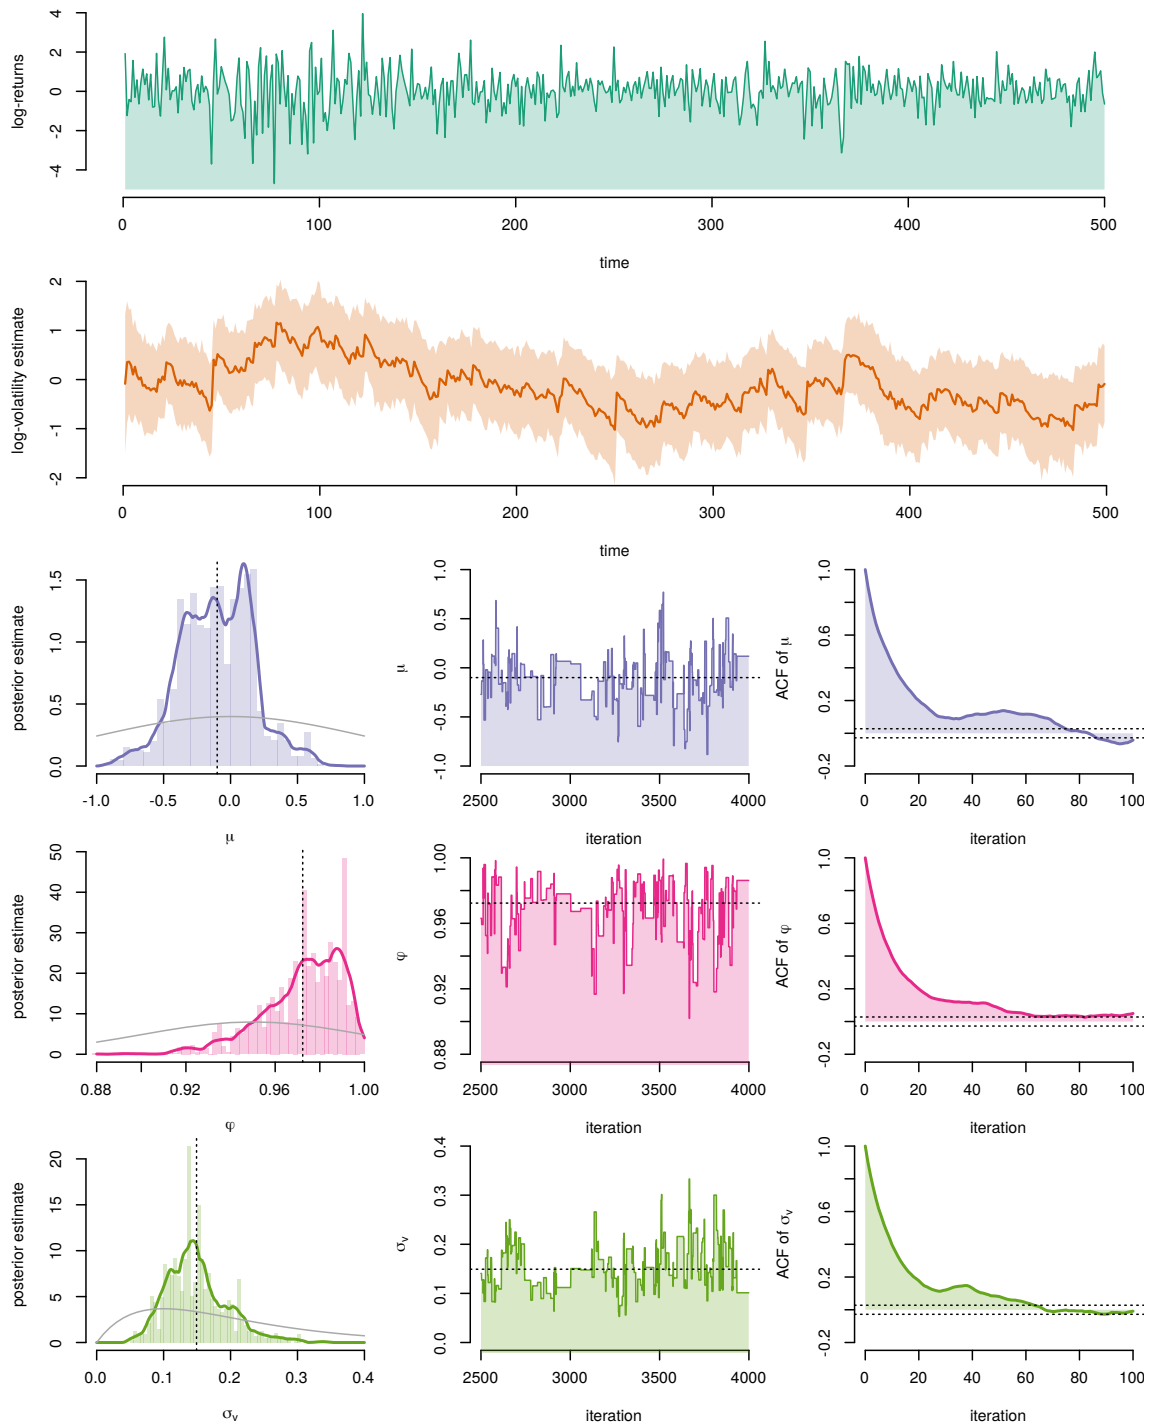 log-returns
4
2
0
-2
-4
0 100 200 300 400 500
time
log-volatility estimate
2
1
0
-1
-2
0 100 200 300 400 500
time
posterior estimate
1.5
1.0
0.5
0.0
-1.0 -0.5 0.0 0.5 1.0
μ
μ
1.0
0.5
0.0
-0.5
-1.0
2500 3000 3500 4000
iteration
ACF of μ
1.0
0.6
0.2
-0.2
0 20 40 60 80 100
iteration
posterior estimate
50
40
30
20
10
0
0.88 0.92 0.96 1.00
φ
φ
1.00
0.96
0.92
0.88
2500 3000 3500 4000
iteration
ACF of φ
1.0
0.6
0.2
-0.2
0 20 40 60 80 100
iteration
posterior estimate
20
15
10
5
0
0.0 0.1 0.2 0.3 0.4
σv
σv
0.4
0.3
0.2
0.1
0.0
2500 3000 3500 4000
iteration
ACF of σv
1.0
0.6
0.2
-0.2
0 20 40 60 80 100
iteration